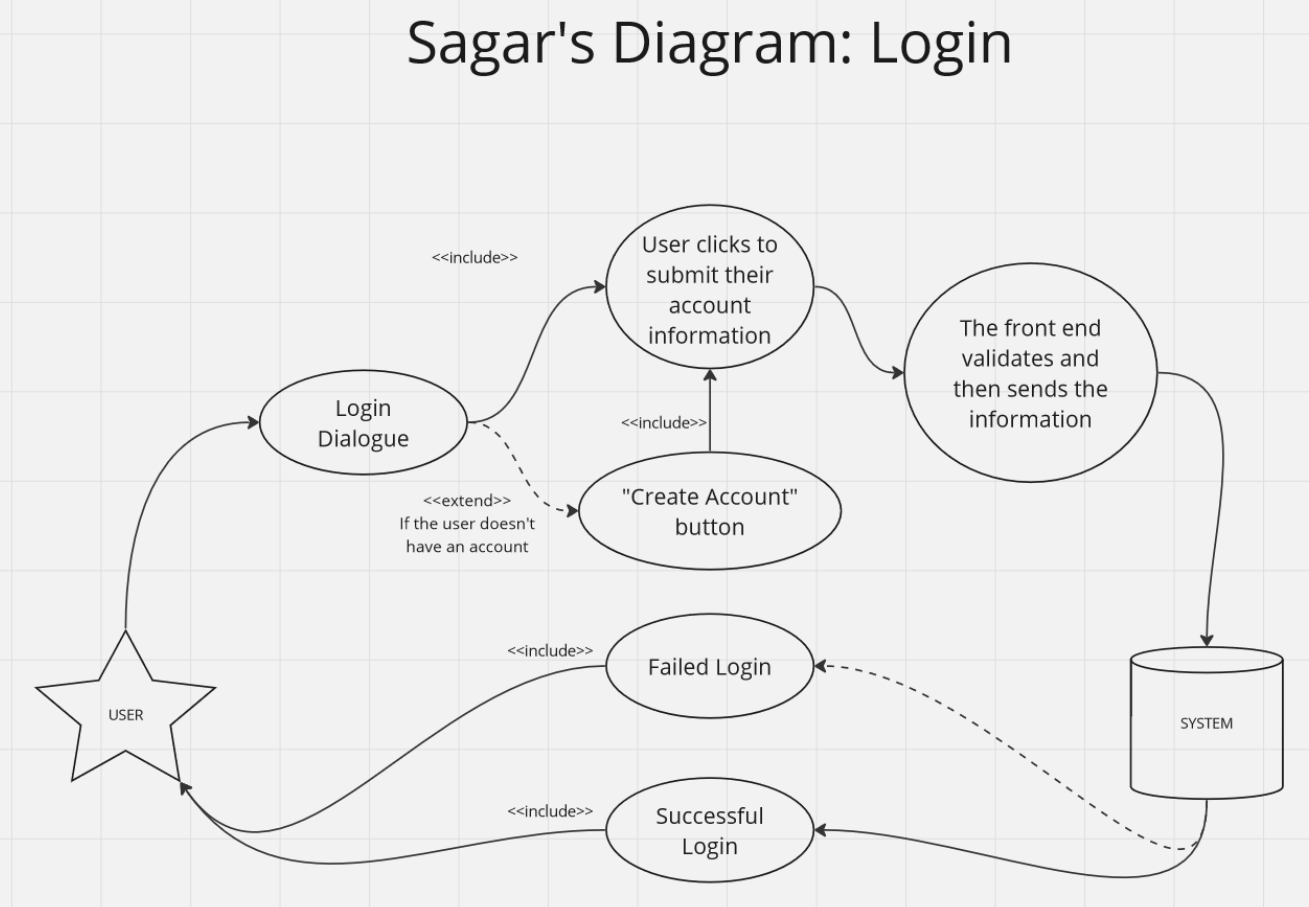 Sagar's Diagram: Login
<<include>>
User clicks to
submit their
account
information
The front end
validates and
then sends the
information
Login
Dialogue
<<include>>
<<extend>>
If the user doesn't
have an account
"Create Account"
button
<<include>>
Failed Login
USER
SYSTEM
<<include>>
Successful
Login